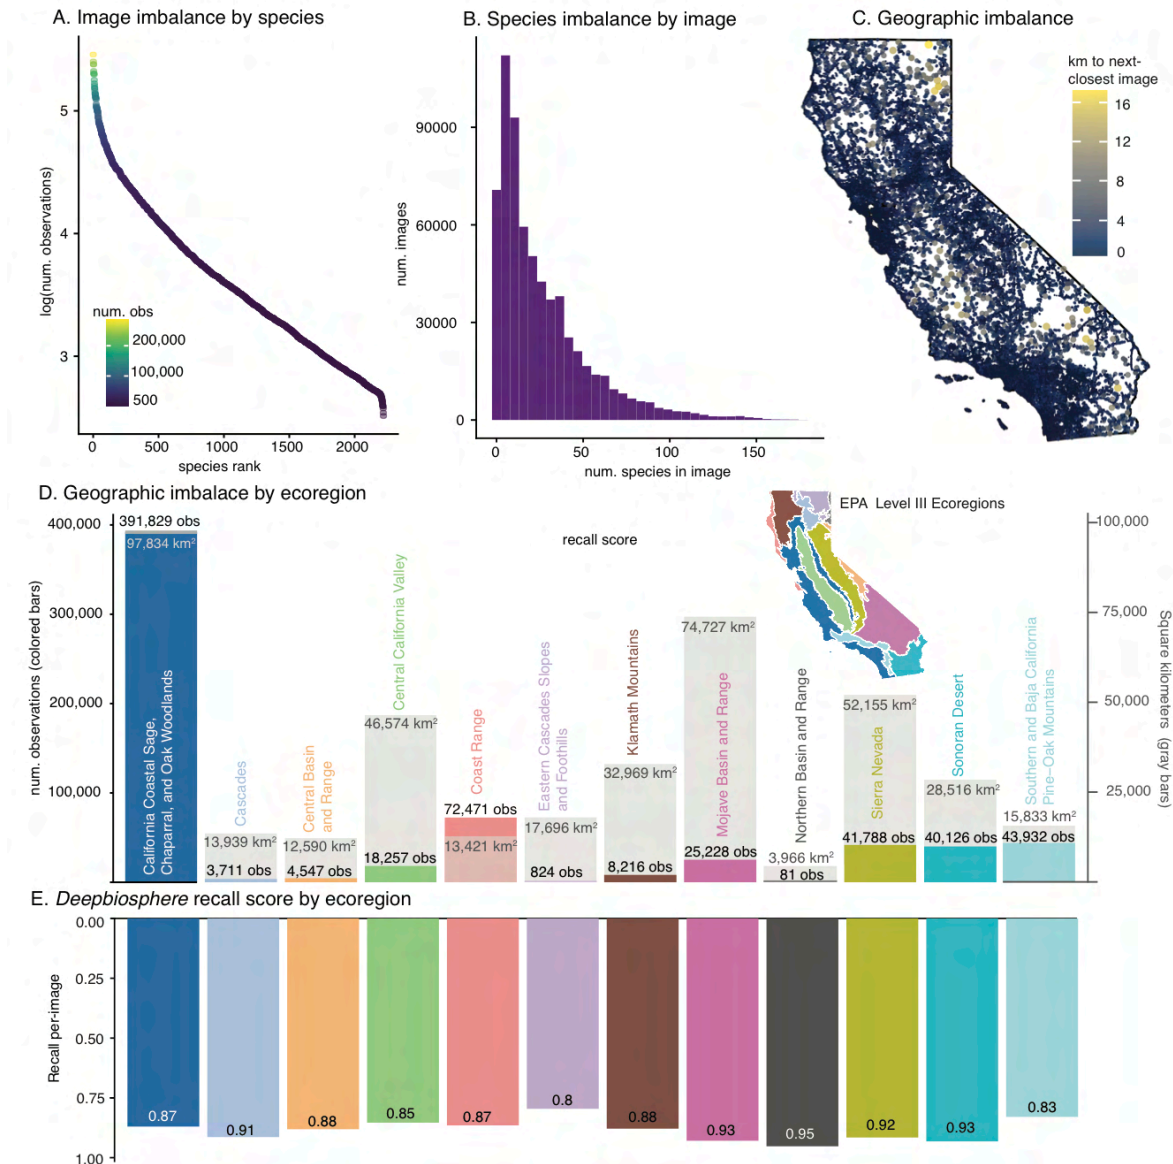 A. Image imbalance by species
log(num. observations)
5
4
3
num. obs
200,000
100,000
500
0
500
1000
1500
2000
species rank
B. Species imbalance by image
num. images
90000
60000
30000
0
0
50
100
150
num. species in image
C. Geographic imbalance
km to next-
closest image
16
12
8
4
0
D. Geographic imbalace by ecoregion
num. observations (colored bars)
400,000
300,000
200,000
100,000
recall score
EPA Level III Ecoregions
Square kilometers (gray bars)
100,000
75,000
50,000
25,000
391,829 obs
97,834 km²
California Coastal Sage,
Chaparral, and Oak Woodlands
Cascades
13,939 km²
3,711 obs
Central Basin
and Range
12,590 km²
4,547 obs
Central California Valley
46,574 km²
18,257 obs
Coast Range
72,471 obs
13,421 km²
Eastern Cascades Slopes
and Foothills
17,696 km²
824 obs
Klamath Mountains
32,969 km²
8,216 obs
74,727 km²
Mojave Basin and Range
25,228 obs
Northern Basin and Range
3,966 km²
81 obs
52,155 km²
Sierra Nevada
41,788 obs
Sonoran Desert
28,516 km²
40,126 obs
Southern and Baja California
Pine−Oak Mountains
15,833 km²
43,932 obs
E. Deepbiosphere recall score by ecoregion
Recall per-image
0.00
0.25
0.50
0.75
1.00
0.87
0.91
0.88
0.85
0.87
0.8
0.88
0.93
0.95
0.92
0.93
0.83